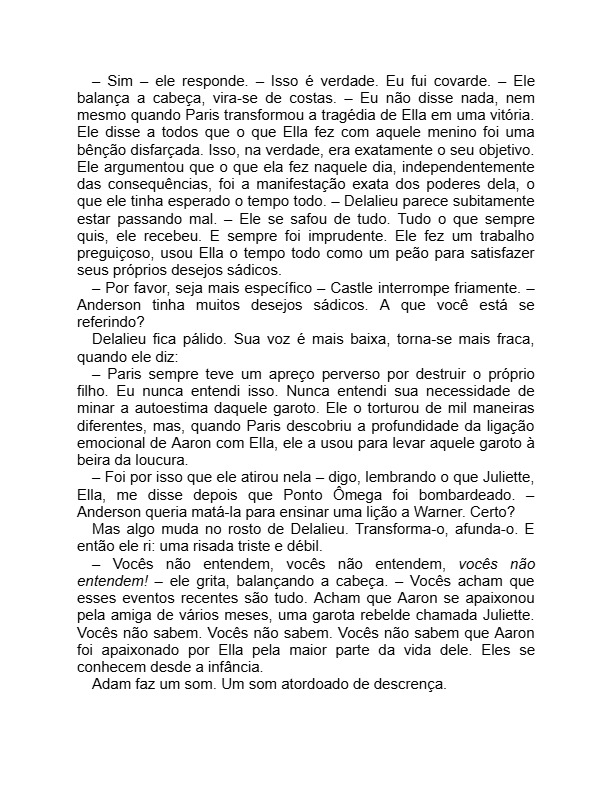 – Sim – ele responde. – Isso é verdade. Eu fui covarde. – Ele
balança a cabeça, vira-se de costas. – Eu não disse nada, nem
mesmo quando Paris transformou a tragédia de Ella em uma vitória.
Ele disse a todos que o que Ella fez com aquele menino foi uma
bênção disfarçada. Isso, na verdade, era exatamente o seu objetivo.
Ele argumentou que o que ela fez naquele dia, independentemente
das consequências, foi a manifestação exata dos poderes dela, o
que ele tinha esperado o tempo todo. – Delalieu parece subitamente
estar passando mal. – Ele se safou de tudo. Tudo o que sempre
quis, ele recebeu. E sempre foi imprudente. Ele fez um trabalho
preguiçoso, usou Ella o tempo todo como um peão para satisfazer
seus próprios desejos sádicos.
– Por favor, seja mais específico – Castle interrompe friamente. –
Anderson tinha muitos desejos sádicos. A que você está se
referindo?
Delalieu fica pálido. Sua voz é mais baixa, torna-se mais fraca,
quando ele diz:
– Paris sempre teve um apreço perverso por destruir o próprio
filho. Eu nunca entendi isso. Nunca entendi sua necessidade de
minar a autoestima daquele garoto. Ele o torturou de mil maneiras
diferentes, mas, quando Paris descobriu a profundidade da ligação
emocional de Aaron com Ella, ele a usou para levar aquele garoto à
beira da loucura.
– Foi por isso que ele atirou nela – digo, lembrando o que Juliette,
Ella, me disse depois que Ponto Ômega foi bombardeado. –
Anderson queria matá-la para ensinar uma lição a Warner. Certo?
Mas algo muda no rosto de Delalieu. Transforma-o, afunda-o. E
então ele ri: uma risada triste e débil.
– Vocês não entendem, vocês não entendem, vocês não
entendem! – ele grita, balançando a cabeça. – Vocês acham que
esses eventos recentes são tudo. Acham que Aaron se apaixonou
pela amiga de vários meses, uma garota rebelde chamada Juliette.
Vocês não sabem. Vocês não sabem. Vocês não sabem que Aaron
foi apaixonado por Ella pela maior parte da vida dele. Eles se
conhecem desde a infância.
Adam faz um som. Um som atordoado de descrença.